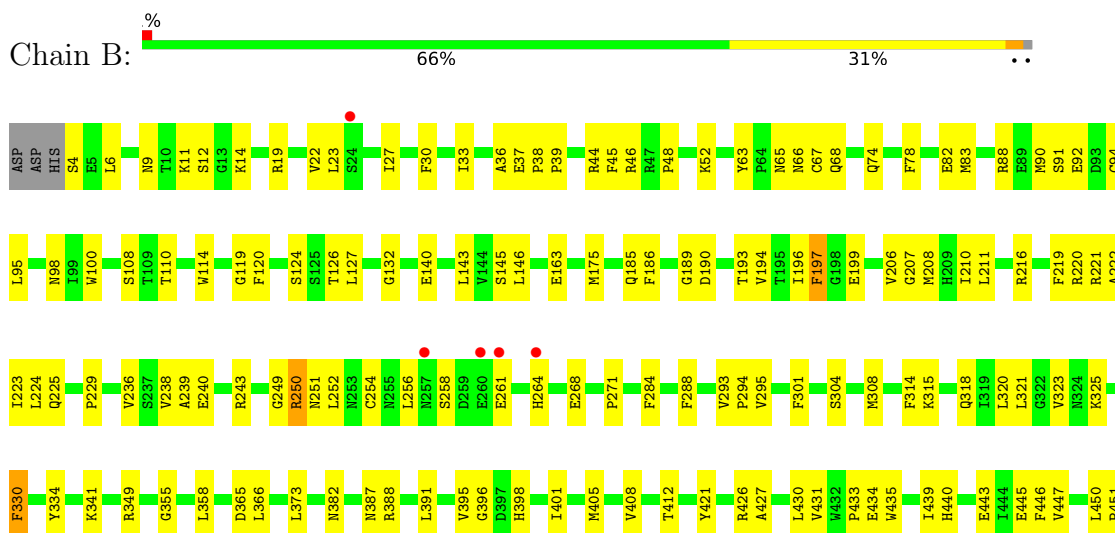 .%
Chain B:
66% 31% ..
ASP ASP HIS S4 E5 L6 N9 T10 K11 S12 G13 K14 R19 V22 L23 S24 I27 F30 I33 A36 E37 P38 P39 R44 F45 R46 R47 P48 K52 Y63 P64 N65 N66 C67 Q68 Q74 F78 E82 M83 R88 E89 M90 S91 E92 D93 C94
L95 N98 I99 W100 S108 T109 T110 W114 G119 F120 S124 S125 T126 L127 G132 E140 L143 V144 S145 L146 E163 M175 Q185 F186 G189 D190 T193 V194 T195 I196 F197 G198 E199 V206 G207 M208 H209 I210 L211 R216 F219 R220 R221 A222
I223 L224 Q225 P229 V236 S237 V238 A239 E240 R243 G249 R250 N251 L252 N253 C254 N255 L256 N257 S258 D259 E260 E261 H264 E268 P271 F284 F288 V293 P294 V295 F301 S304 M308 F314 K315 Q318 I319 L320 L321 G322 V323 N324 K325
F330 Y334 K341 R349 G355 L358 D365 L366 L373 N382 N387 R388 L391 V395 G396 D397 H398 I401 M405 V408 T412 Y421 R426 A427 L430 V431 W432 P433 E434 W435 I439 H440 E443 I444 E445 F446 V447 L450